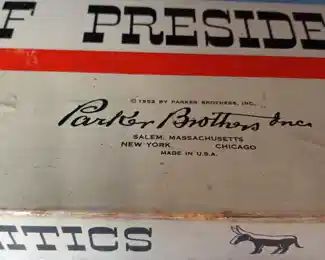 F PRESIDE
© 1952 BY PARKER BROTHERS, INC.
Parker Brothers Inc
SALEM, MASSACHUSETTS
NEW YORK CHICAGO
MADE IN U.S.A.
ITICS